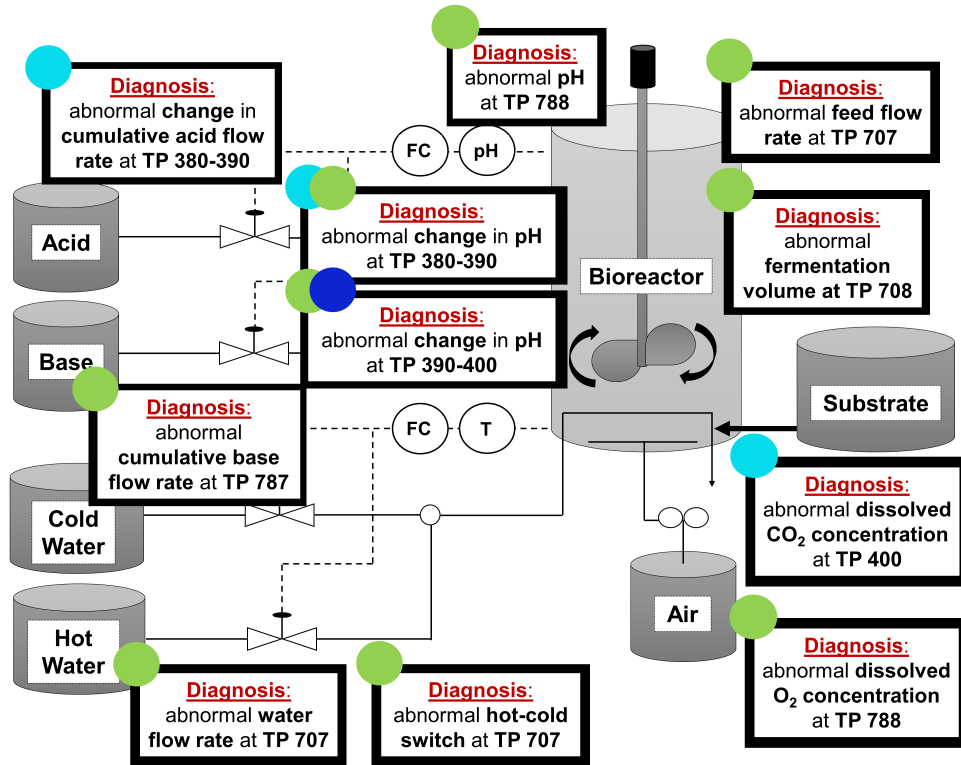 Diagnosis:
abnormal change in
cumulative acid flow
rate at TP 380-390
Diagnosis:
abnormal pH
at TP 788
Diagnosis:
abnormal feed flow
rate at TP 707
FC
pH
Acid
Diagnosis:
abnormal change in pH
at TP 380-390
Diagnosis:
abnormal
fermentation
volume at TP 708
Bioreactor
Base
Diagnosis:
abnormal change in pH
at TP 390-400
Substrate
Diagnosis:
abnormal
cumulative base
flow rate at TP 787
FC
T
Cold
Water
Diagnosis:
abnormal dissolved
CO₂ concentration
at TP 400
Air
Hot
Water
Diagnosis:
abnormal water
flow rate at TP 707
Diagnosis:
abnormal hot-cold
switch at TP 707
Diagnosis:
abnormal dissolved
O₂ concentration
at TP 788